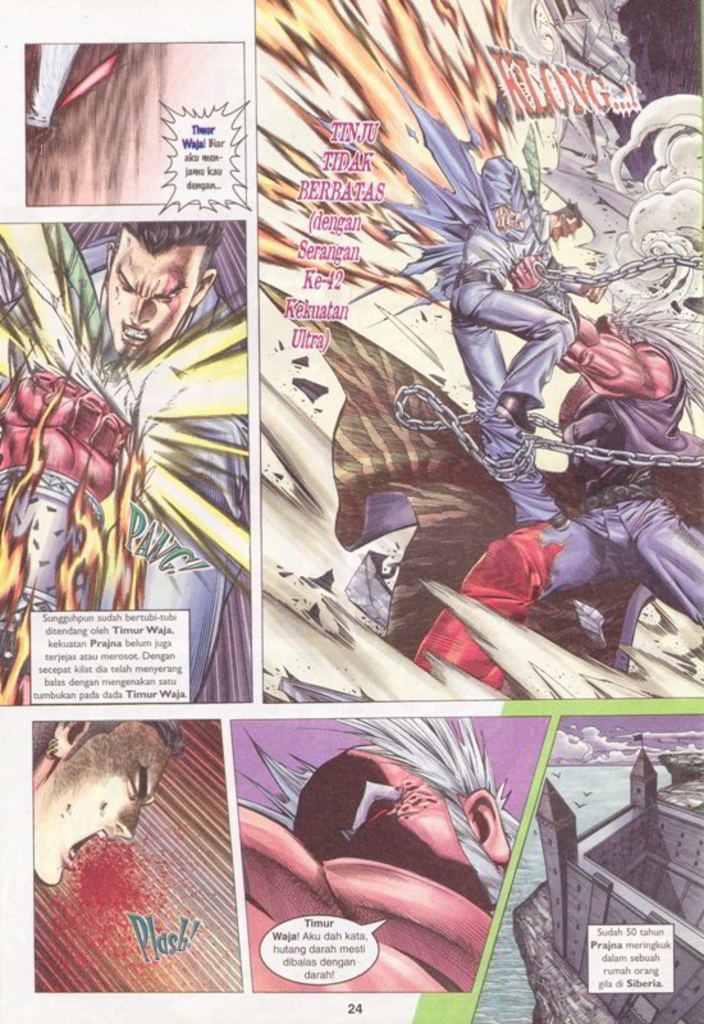 Timur
Waja! Biar
aku men-
jamu kau
dengan...
KLONG...!
TINJU
TIDAK
BERBATAS
(dengan
Serangan
Ke-42
Kekuatan
Ultra)
PANG!
Sungguhpun sudah bertubi-tubi
ditendang oleh Timur Waja,
kekuatan Prajna belum juga
terjejas atau merosot. Dengan
secepat kilat dia telah menyerang
balas dengan mengenakan satu
tumbukan pada dada Timur Waja.
Plash!
Timur
Waja! Aku dah kata,
hutang darah mesti
dibalas dengan
darah!
Sudah 50 tahun
Prajna meringkuk
dalam sebuah
rumah orang
gila di Siberia.
24